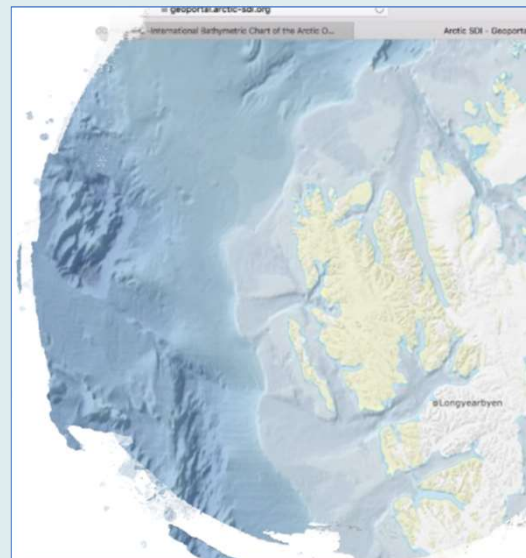 geoportal.arctic-sdi.org
International Bathymetric Chart of the Arctic O...
Arctic SDI - Geoporta
Longyearbyen